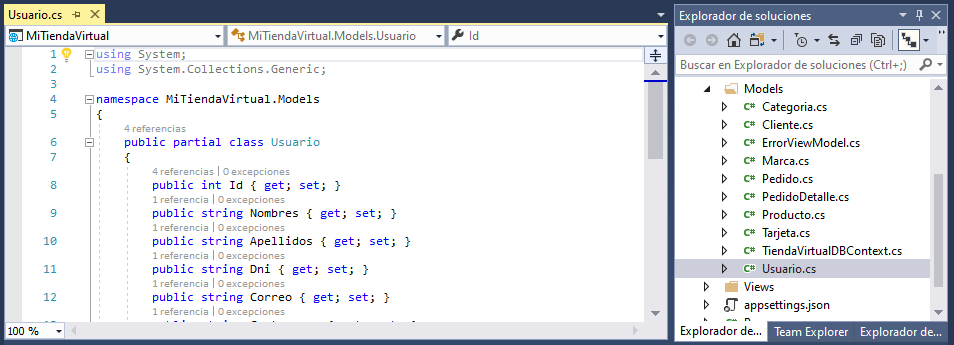 Usuario.cs
MiTiendaVirtual
MiTiendaVirtual.Models.Usuario
Id
1 using System;
2 using System.Collections.Generic;
3
4 namespace MiTiendaVirtual.Models
5 {
4 referencias
6 public partial class Usuario
7 {
4 referencias | 0 excepciones
8 public int Id { get; set; }
1 referencia | 0 excepciones
9 public string Nombres { get; set; }
1 referencia | 0 excepciones
10 public string Apellidos { get; set; }
1 referencia | 0 excepciones
11 public string Dni { get; set; }
1 referencia | 0 excepciones
12 public string Correo { get; set; }
1 referencia | 0 excepciones
100 %
Explorador de soluciones
Buscar en Explorador de soluciones (Ctrl+;)
Models
C# Categoria.cs
C# Cliente.cs
C# ErrorViewModel.cs
C# Marca.cs
C# Pedido.cs
C# PedidoDetalle.cs
C# Producto.cs
C# Tarjeta.cs
C# TiendaVirtualDBContext.cs
C# Usuario.cs
Views
appsettings.json
Explorador de...
Team Explorer
Explorador de...